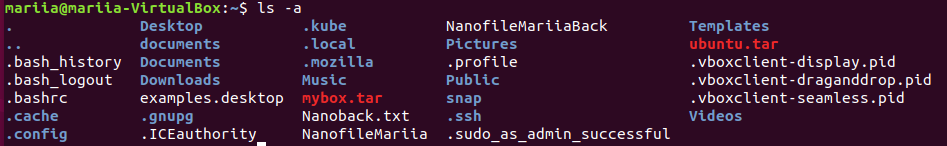 mariia@mariia-VirtualBox:~$ ls -a
. Desktop .kube NanofileMariiaBack Templates
.. documents .local Pictures ubuntu.tar
.bash_history Documents .mozilla .profile .vboxclient-display.pid
.bash_logout Downloads Music Public .vboxclient-draganddrop.pid
.bashrc examples.desktop mybox.tar snap .vboxclient-seamless.pid
.cache .gnupg Nanoback.txt .ssh Videos
.config .ICEauthority NanofileMariia .sudo_as_admin_successful